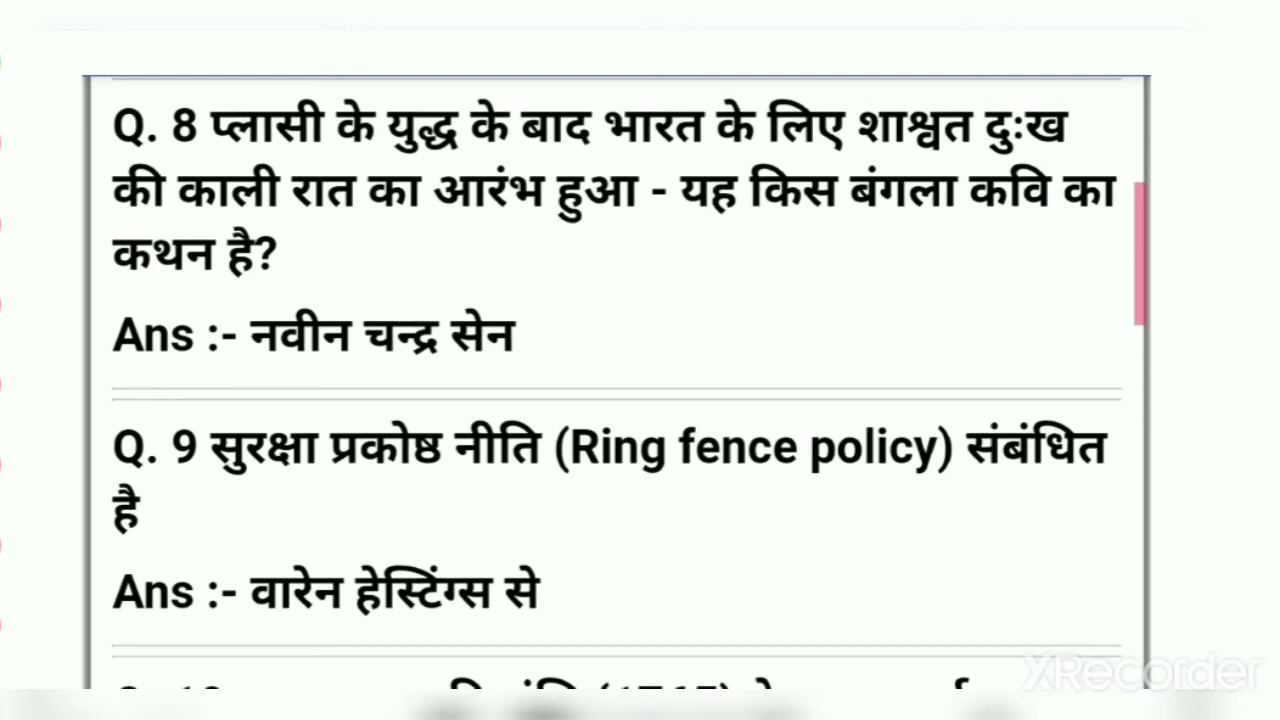 Q. 8 प्लासी के युद्ध के बाद भारत के लिए शाश्वत दुःख
की काली रात का आरंभ हुआ - यह किस बंगला कवि का
कथन है?
Ans :- नवीन चन्द्र सेन
Q. 9 सुरक्षा प्रकोष्ठ नीति (Ring fence policy) संबंधित
है
Ans :- वारेन हेस्टिंग्स से
XRecorder